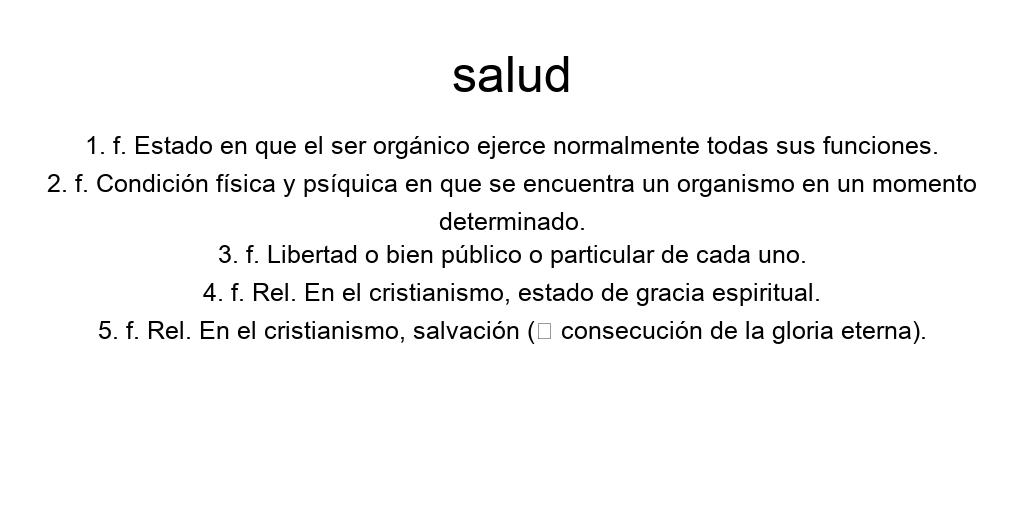 salud
1. f. Estado en que el ser orgánico ejerce normalmente todas sus funciones.
2. f. Condición física y psíquica en que se encuentra un organismo en un momento
determinado.
3. f. Libertad o bien público o particular de cada uno.
4. f. Rel. En el cristianismo, estado de gracia espiritual.
5. f. Rel. En el cristianismo, salvación (□ consecución de la gloria eterna).